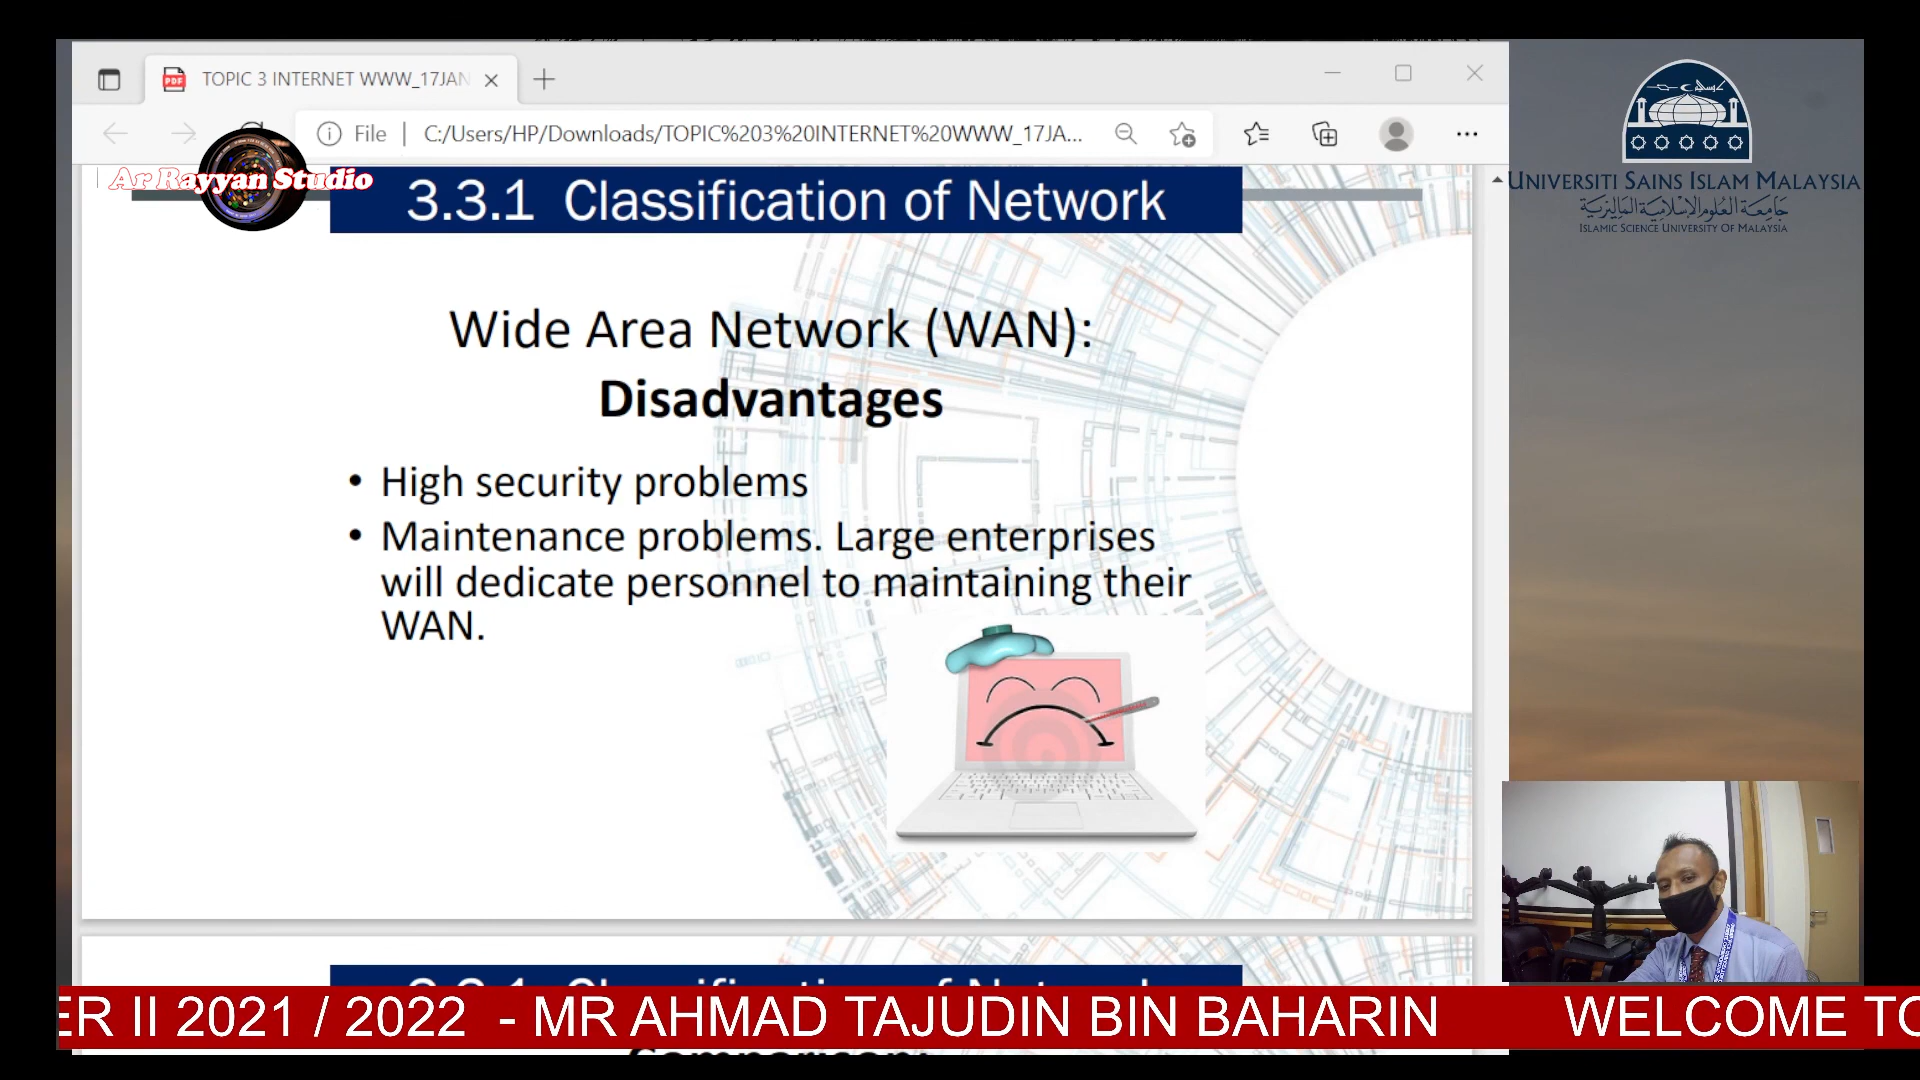 TOPIC 3 INTERNET WWW_17JAN
File
C:/Users/HP/Downloads/TOPIC%203%20INTERNET%20WWW_17JA...
Ar Rayyan Studio
UNIVERSITI SAINS ISLAM MALAYSIA
جامعة العلوم الإسلامية الماليزية
ISLAMIC SCIENCE UNIVERSITY OF MALAYSIA
3.3.1 Classification of Network
Wide Area Network (WAN):
Disadvantages
• High security problems
• Maintenance problems. Large enterprises
will dedicate personnel to maintaining their
WAN.
ER II 2021 / 2022 - MR AHMAD TAJUDIN BIN BAHARIN WELCOME TO